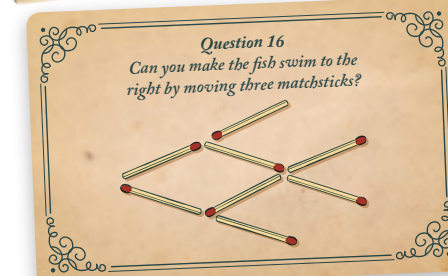 Question 16
Can you make the fish swim to the
right by moving three matchsticks?